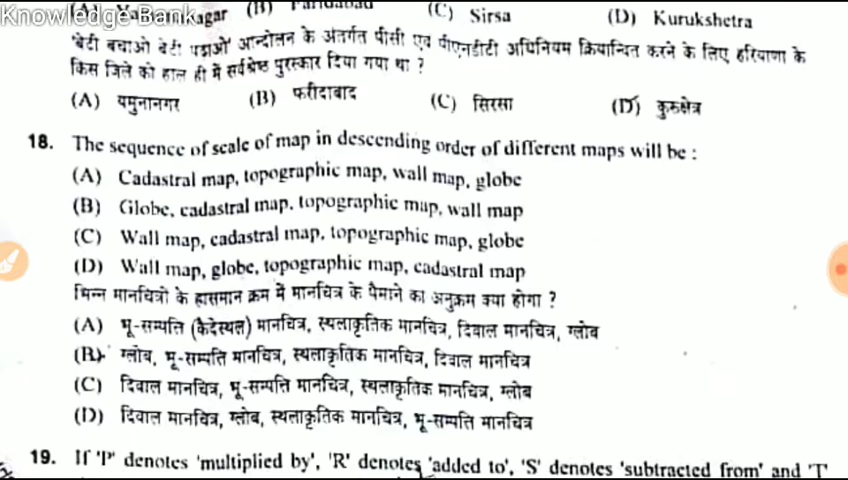 Knowledge Bank
(A) Yamunanagar (B) Faridabad (C) Sirsa (D) Kurukshetra
'बेटी बचाओ बेटी पढ़ाओ' आन्दोलन के अंतर्गत पीसी एवं पीएनडीटी अधिनियम क्रियान्वित करने के लिए हरियाणा के
किस जिले को हाल ही में सर्वश्रेष्ठ पुरस्कार दिया गया था ?
(A) यमुनानगर (B) फरीदाबाद (C) सिरसा (D) कुरुक्षेत्र
18. The sequence of scale of map in descending order of different maps will be :
(A) Cadastral map, topographic map, wall map, globe
(B) Globe, cadastral map, topographic map, wall map
(C) Wall map, cadastral map, topographic map, globe
(D) Wall map, globe, topographic map, cadastral map
भिन्न मानचित्रों के ह्रासमान क्रम में मानचित्र के पैमाने का अनुक्रम क्या होगा ?
(A) भू-सम्पत्ति (कैदेस्थल) मानचित्र, स्थलाकृतिक मानचित्र, दिवाल मानचित्र, ग्लोब
(B) ग्लोब, भू-सम्पत्ति मानचित्र, स्थलाकृतिक मानचित्र, दिवाल मानचित्र
(C) दिवाल मानचित्र, भू-सम्पत्ति मानचित्र, स्थलाकृतिक मानचित्र, ग्लोब
(D) दिवाल मानचित्र, ग्लोब, स्थलाकृतिक मानचित्र, भू-सम्पति मानचित्र
19. If 'P' denotes 'multiplied by', 'R' denotes 'added to', 'S' denotes 'subtracted from' and 'T'